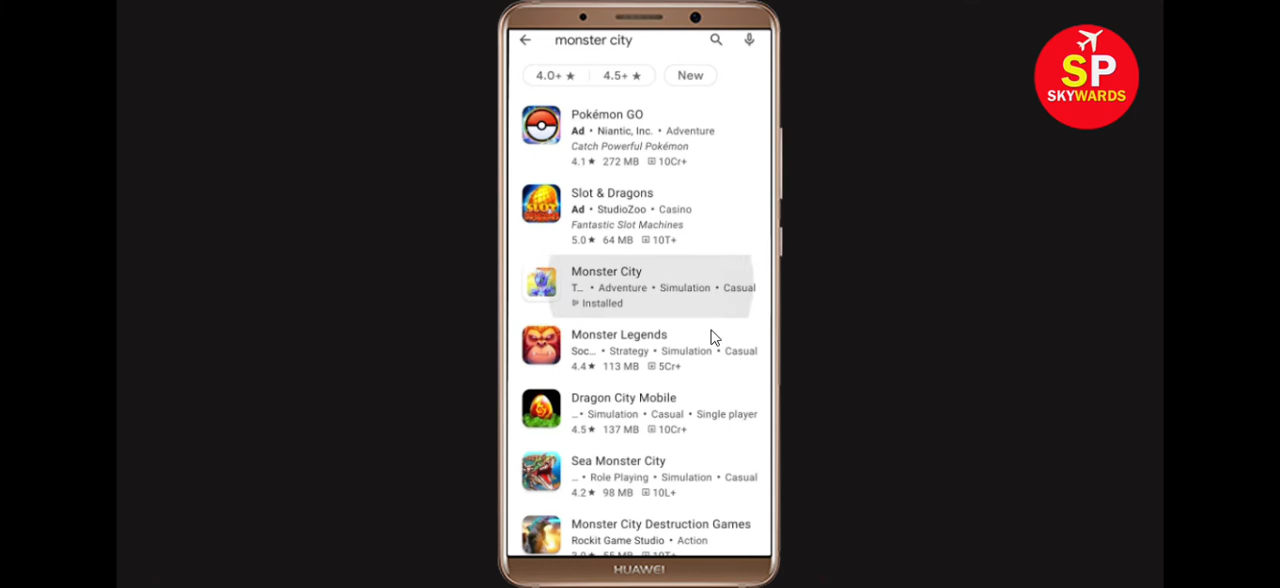 monster city
4.0+ ★ 4.5+ ★ New
SP
SKYWARDS
Pokémon GO
Ad • Niantic, Inc. • Adventure
Catch Powerful Pokémon
4.1★ 272 MB 10Cr+
Slot & Dragons
Ad • StudioZoo • Casino
Fantastic Slot Machines
5.0★ 64 MB 10T+
Monster City
T... • Adventure • Simulation • Casual
Installed
Monster Legends
Soc... • Strategy • Simulation • Casual
4.4★ 113 MB 5Cr+
Dragon City Mobile
...• Simulation • Casual • Single player
4.5★ 137 MB 10Cr+
Sea Monster City
... • Role Playing • Simulation • Casual
4.2★ 98 MB 10L+
Monster City Destruction Games
Rockit Game Studio • Action
HUAWEI